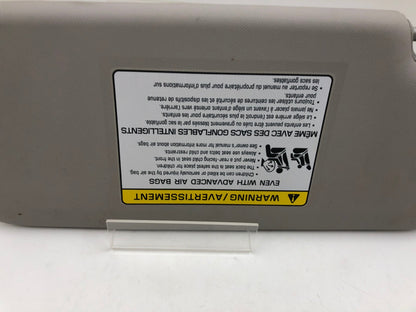 WARNING/AVERTISSEMENT
EVEN WITH ADVANCED AIR BAGS
• Children can be killed or seriously injured by the air bag
• The back seat is the safest place for children
• Never put a rear-facing child seat in the front
• Always use seat belts and child restraints
• See owner's manual for more information about air bags
MÊME AVEC DES SACS GONFLABLES INTELLIGENTS
• Les enfants peuvent être tués ou gravement blessés par le sac gonflable
• Le siège arrière est l'endroit le plus sécuritaire pour les enfants
• Ne jamais placer à l'avant un siège d'enfant orienté vers l'arrière.
• Toujours utiliser les ceintures de sécurité et les dispositifs de retenue
pour enfants.
• Se reporter au manuel du propriétaire pour plus d'informations sur
les sacs gonflables.